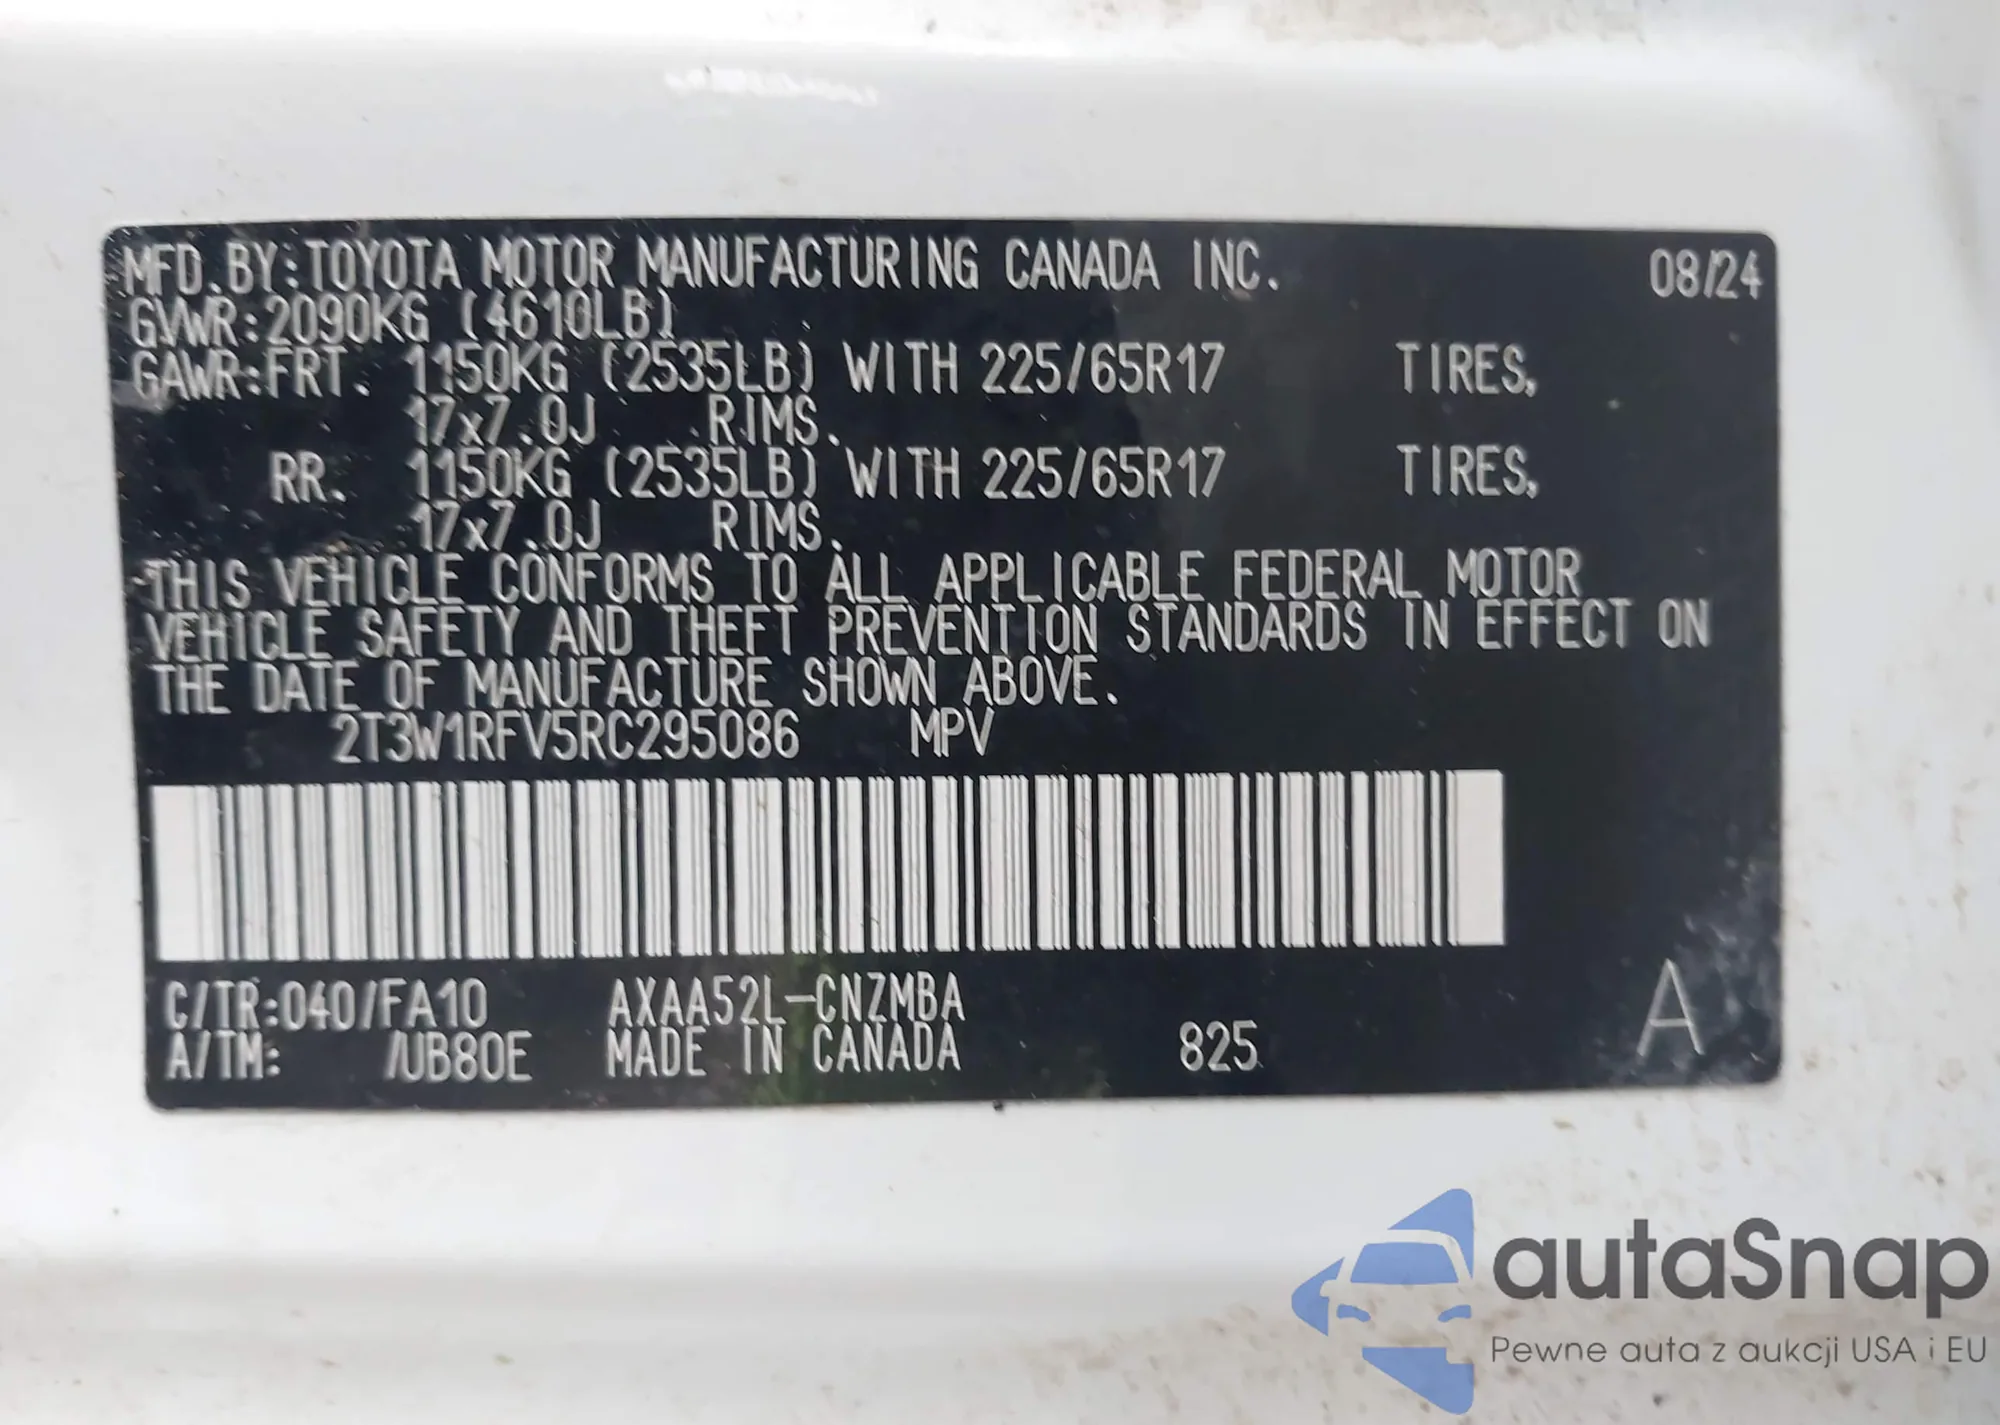 MFD.BY:TOYOTA MOTOR MANUFACTURING CANADA INC. 08/24
GVWR:2090KG (4610LB)
GAWR:FRT. 1150KG (2535LB) WITH 225/65R17 TIRES,
17x7.0J RIMS.
RR. 1150KG (2535LB) WITH 225/65R17 TIRES,
17x7.0J RIMS.
THIS VEHICLE CONFORMS TO ALL APPLICABLE FEDERAL MOTOR
VEHICLE SAFETY AND THEFT PREVENTION STANDARDS IN EFFECT ON
THE DATE OF MANUFACTURE SHOWN ABOVE.
2T3W1RFV5RC295086 MPV
C/TR:040/FA10 AXAA52L-CNZMBA
A/TM: /UB80E MADE IN CANADA 825 A
autaSnap
Pewne auta z aukcji USA i EU